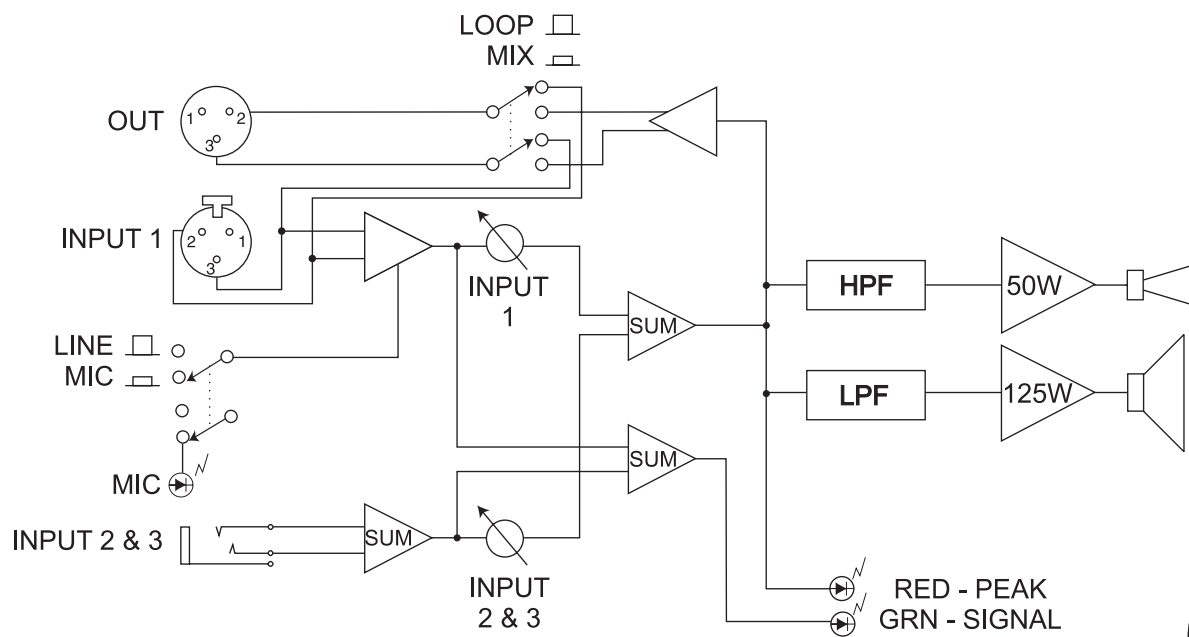 LOOP
MIX
OUT
1 2
3
INPUT 1
2 1
3
INPUT
1
SUM
HPF
50W
LINE
MIC
LPF
125W
SUM
MIC
INPUT 2 & 3
SUM
INPUT
2 & 3
RED - PEAK
GRN - SIGNAL